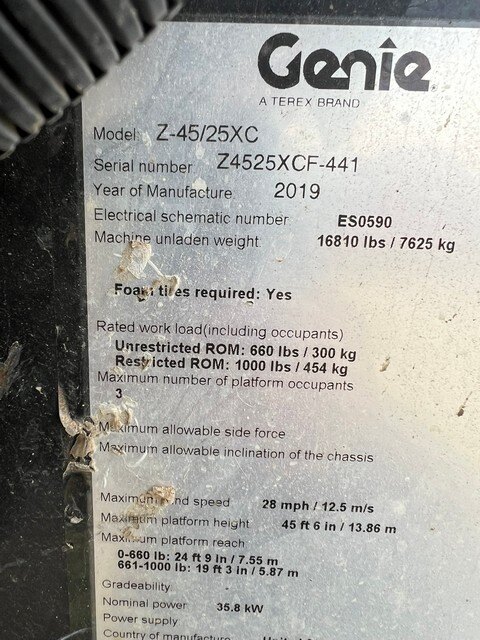 Genie
A TEREX BRAND
Model: Z-45/25XC
Serial number Z4525XCF-441
Year of Manufacture 2019
Electrical schematic number ES0590
Machine unladen weight 16810 lbs / 7625 kg
Foam tires required: Yes
Rated work load(including occupants)
Unrestricted ROM: 660 lbs / 300 kg
Restricted ROM: 1000 lbs / 454 kg
Maximum number of platform occupants
3
Maximum allowable side force
Maximum allowable inclination of the chassis
Maximum wind speed 28 mph / 12.5 m/s
Maximum platform height 45 ft 6 in / 13.86 m
Maximum platform reach
0-660 lb: 24 ft 9 in / 7.55 m
661-1000 lb: 19 ft 3 in / 5.87 m
Gradeability
Nominal power 35.8 kW
Power supply
Country of manufacture